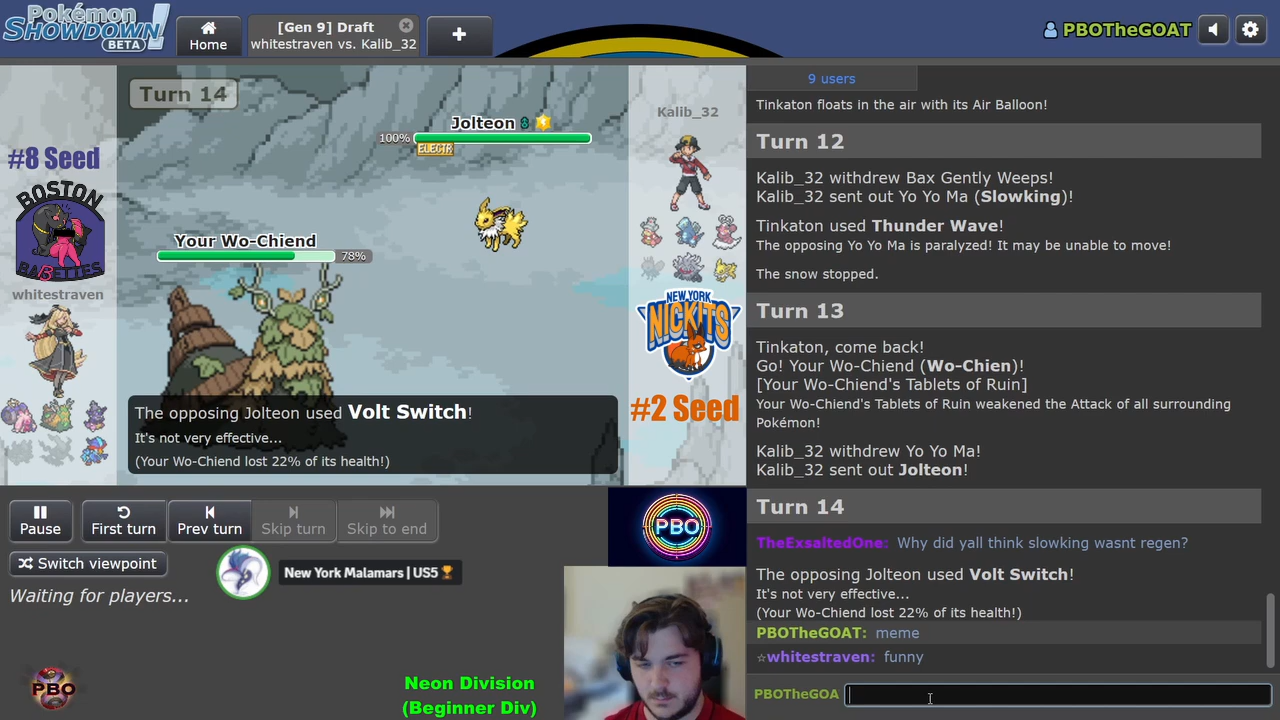 Pokémon
SHOWDOWN!
BETA
Home
[Gen 9] Draft
whitestraven vs. Kalib_32
+
PBOTheGOAT
Turn 14
Jolteon
100%
ELECTR
Your Wo-Chiend
78%
#8 Seed
BOSTON
BABETTES
whitestraven
Kalib_32
NEW YORK
NICKITS
#2 Seed
The opposing Jolteon used Volt Switch!
It's not very effective...
(Your Wo-Chiend lost 22% of its health!)
9 users
Tinkaton floats in the air with its Air Balloon!
Turn 12
Kalib_32 withdrew Bax Gently Weeps!
Kalib_32 sent out Yo Yo Ma (Slowking)!
Tinkaton used Thunder Wave!
The opposing Yo Yo Ma is paralyzed! It may be unable to move!
The snow stopped.
Turn 13
Tinkaton, come back!
Go! Your Wo-Chiend (Wo-Chien)!
[Your Wo-Chiend's Tablets of Ruin]
Your Wo-Chiend's Tablets of Ruin weakened the Attack of all surrounding
Pokémon!
Kalib_32 withdrew Yo Yo Ma!
Kalib_32 sent out Jolteon!
Turn 14
TheExsaltedOne: Why did yall think slowking wasnt regen?
The opposing Jolteon used Volt Switch!
It's not very effective...
(Your Wo-Chiend lost 22% of its health!)
PBOTheGOAT: meme
☆whitestraven: funny
PBOTheGOA
Pause
First turn
Prev turn
Skip turn
Skip to end
Switch viewpoint
Waiting for players...
New York Malamars | US5
PBO
PBO
Neon Division
(Beginner Div)